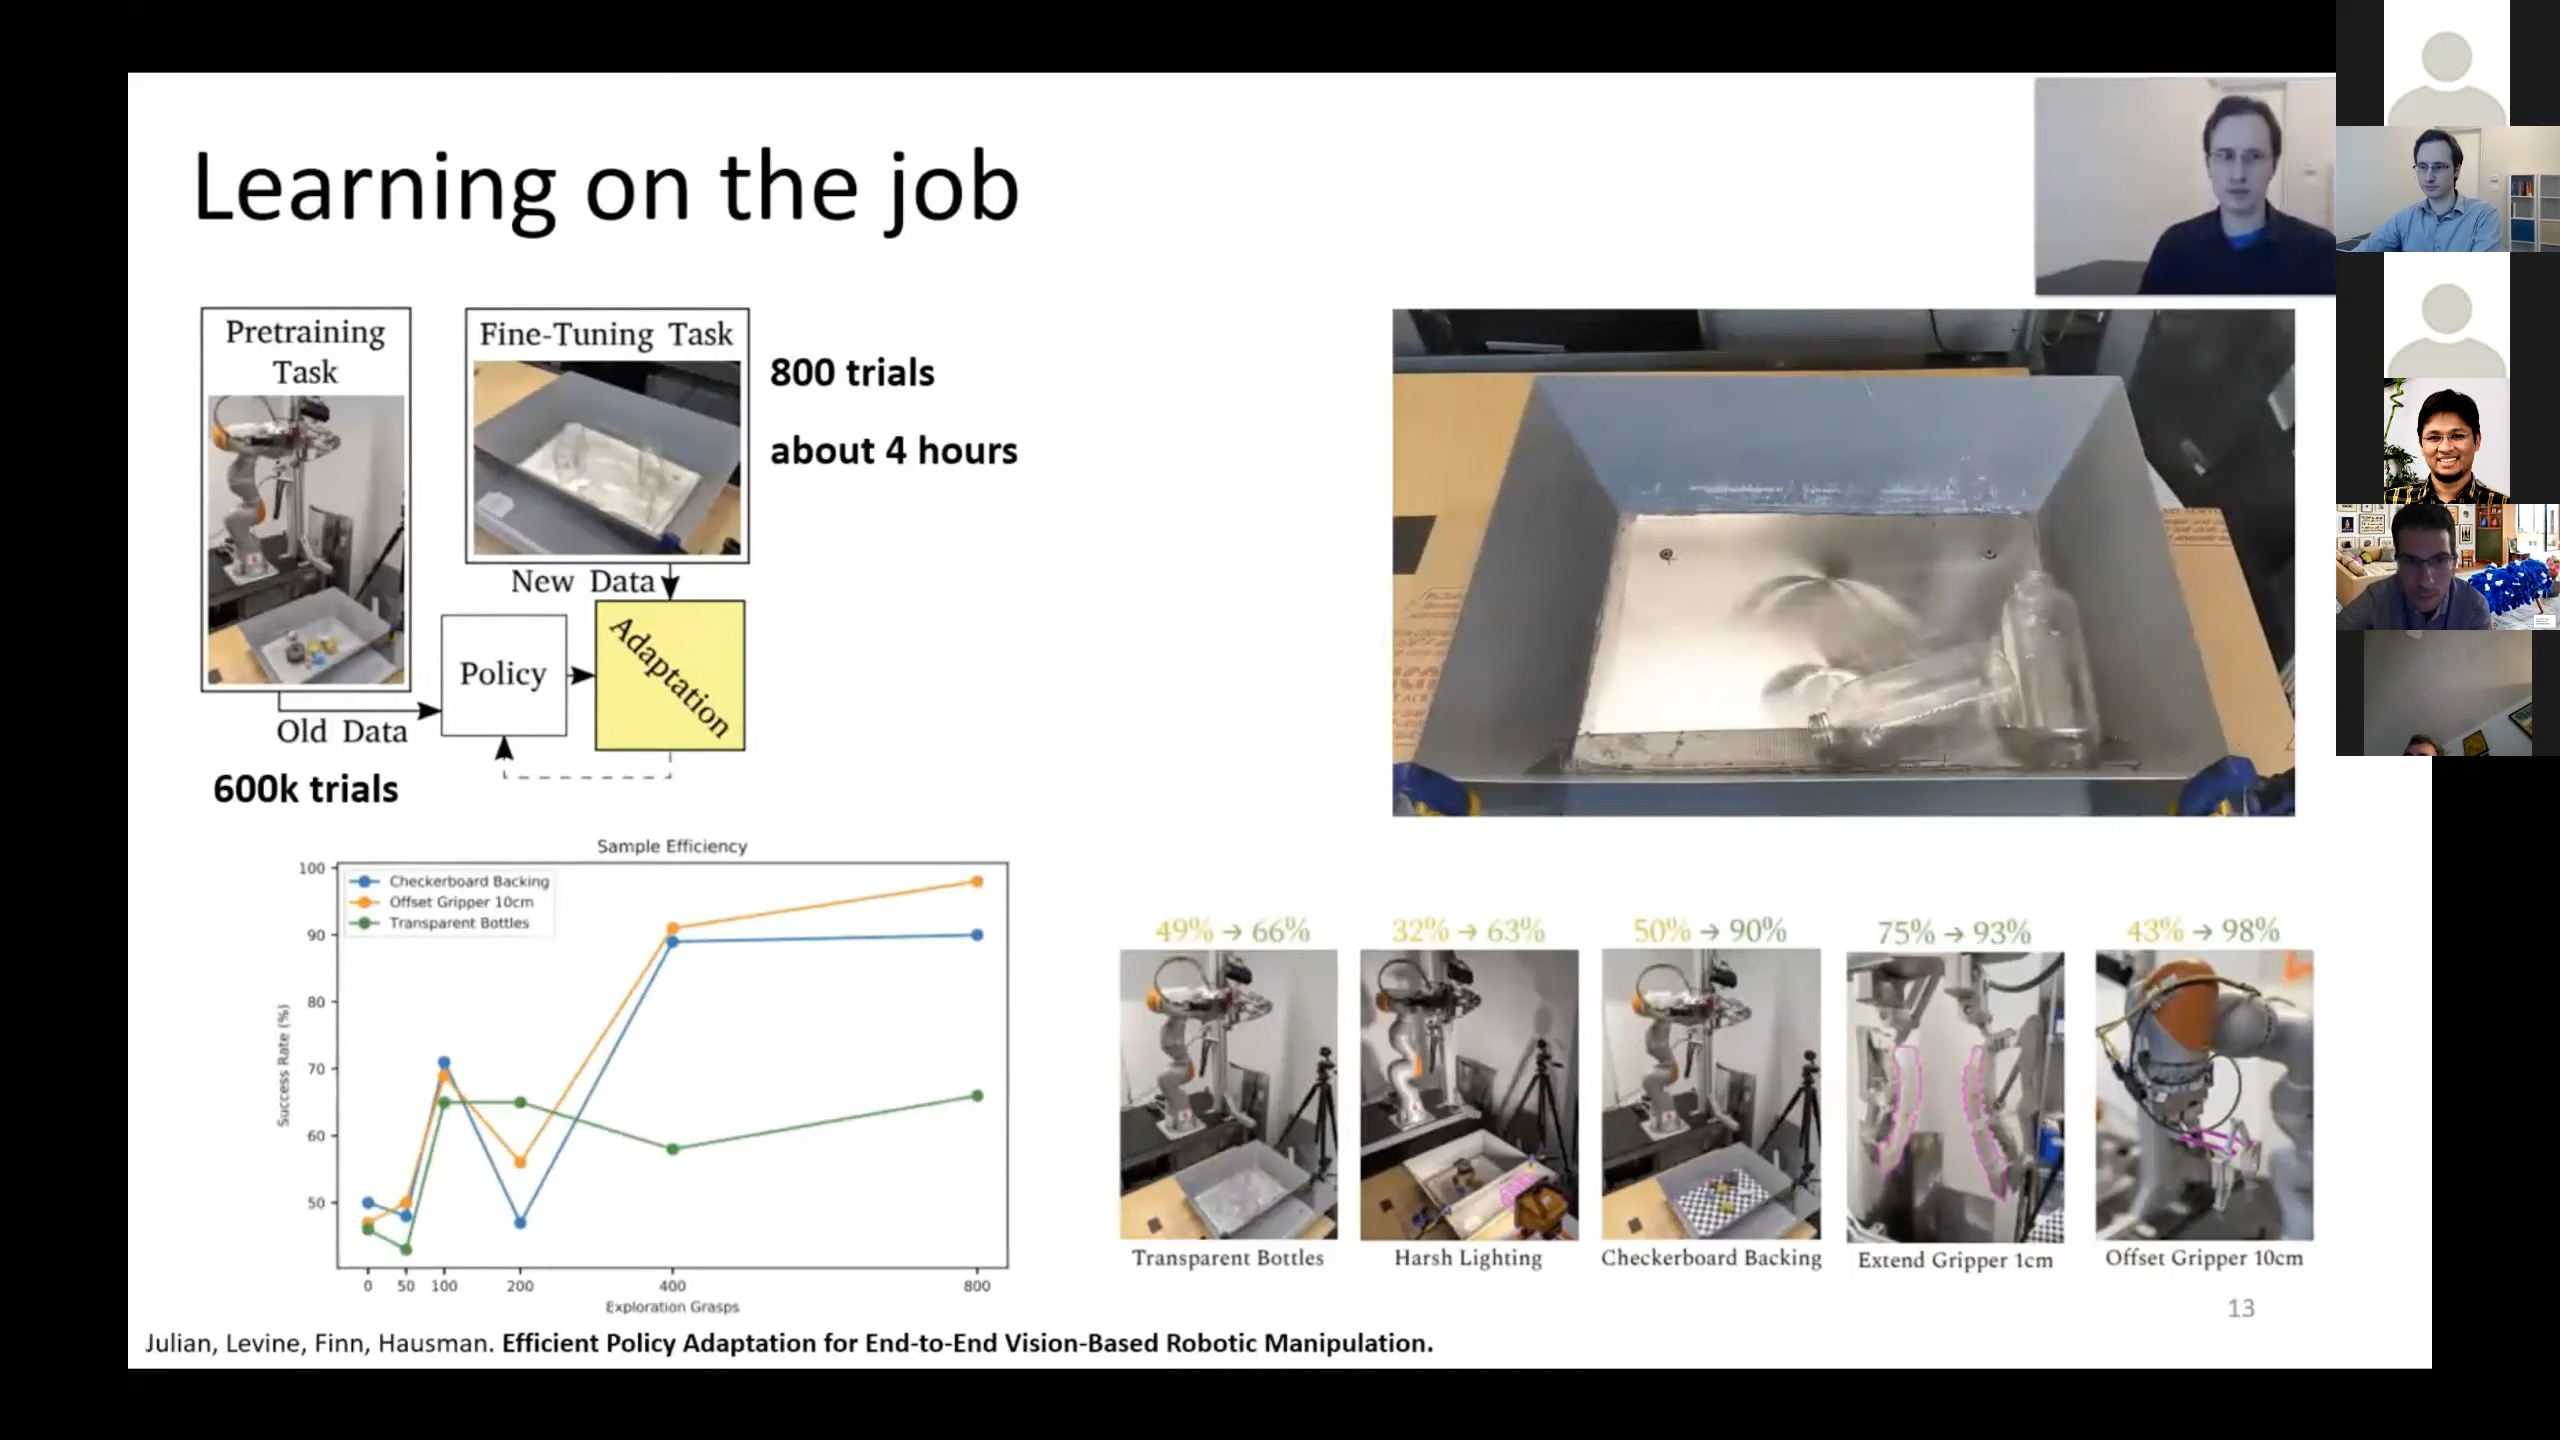 Learning on the job
Pretraining
Task
Fine-Tuning Task
800 trials
about 4 hours
New Data
Policy
Adaptation
Old Data
600k trials
Sample Efficiency
Checkerboard Backing
Offset Gripper 10cm
Transparent Bottles
100
90
80
70
60
50
Success Rate (%)
0 50 100 200 400 800
Exploration Grasps
49% → 66%
32% → 63%
50% → 90%
75% → 93%
43% → 98%
Transparent Bottles
Harsh Lighting
Checkerboard Backing
Extend Gripper 1cm
Offset Gripper 10cm
13
Julian, Levine, Finn, Hausman. Efficient Policy Adaptation for End-to-End Vision-Based Robotic Manipulation.